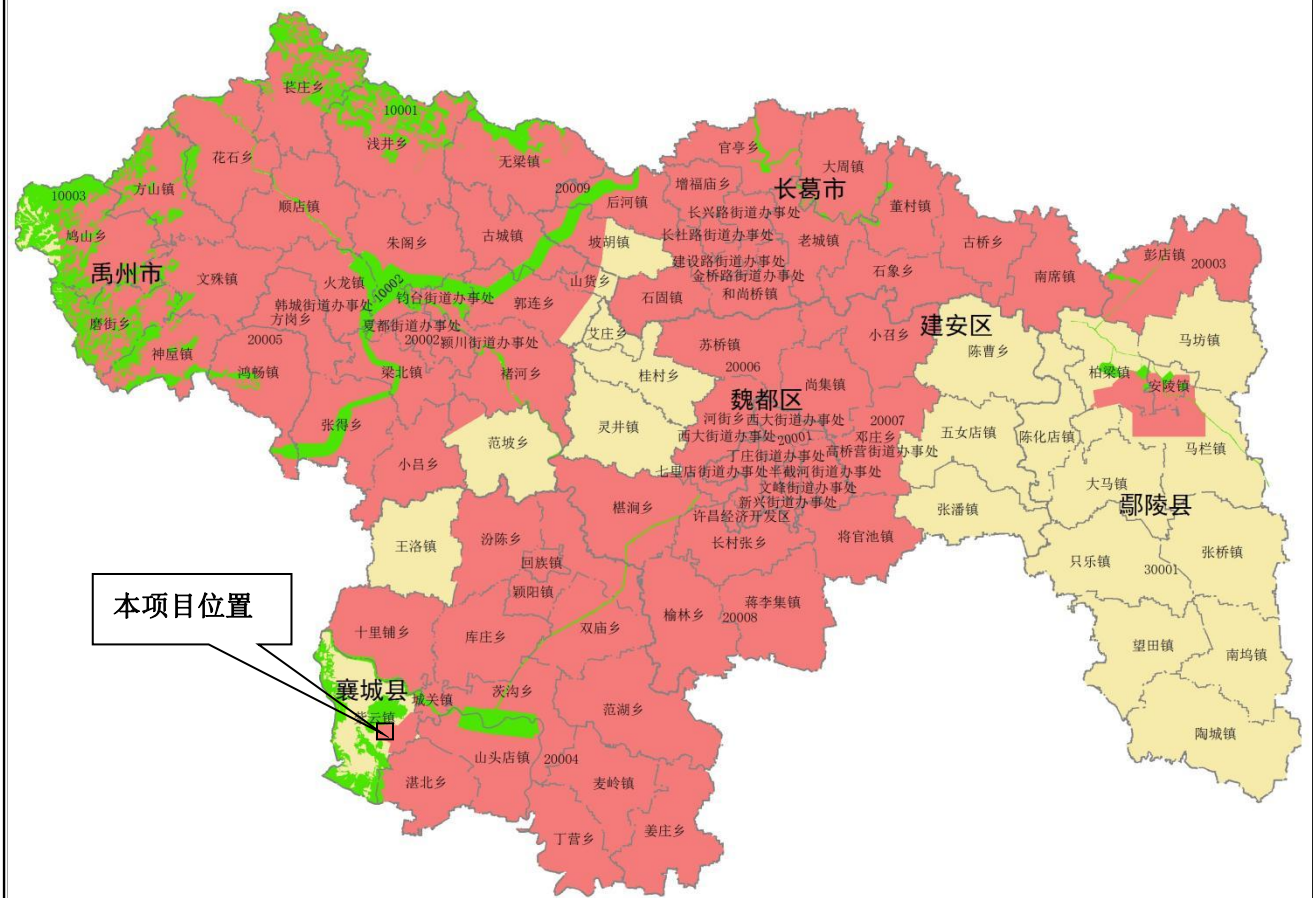 苌庄乡
10001
浅井乡
花石乡
无梁镇
官亭乡
大周镇
10003
方山镇
20009
增福庙乡
长葛市
后河镇
董村镇
顺店镇
长兴路街道办事处
鸠山乡
朱阁乡
古城镇
坡胡镇
长社路街道办事处
老城镇
古桥乡
彭店镇
20003
禹州市
文殊镇
火龙镇
10002
山货乡
建设路街道办事处
金桥路街道办事处
石象乡
南席镇
韩城街道办事处
钧台街道办事处
郭连乡
石固镇
和尚桥镇
方岗乡
磨街乡
夏都街道办事处
艾庄乡
小召乡
建安区
神垕镇
20005
20002
颍川街道办事处
苏桥镇
陈曹乡
马坊镇
鸿畅镇
梁北镇
褚河乡
桂村乡
20006
尚集镇
柏梁镇
安陵镇
魏都区
张得乡
灵井镇
河街乡
西大街道办事处
20007
范坡乡
西大街道办事处
20001
邓庄乡
五女店镇
陈化店镇
马栏镇
小吕乡
丁庄街道办事处
高桥营街道办事处
七里店街道办事处
半截河街道办事处
大马镇
文峰街道办事处
鄢陵县
椹涧乡
新兴街道办事处
张潘镇
许昌经济开发区
王洛镇
汾陈乡
长村张乡
将官池镇
张桥镇
回族镇
只乐镇
30001
本项目位置
颍阳镇
蒋李集镇
十里铺乡
库庄乡
双庙乡
榆林乡
20008
望田镇
南坞镇
襄城县
茨沟乡
城关镇
范湖乡
紫云镇
陶城镇
山头店镇
20004
湛北乡
麦岭镇
丁营乡
姜庄乡